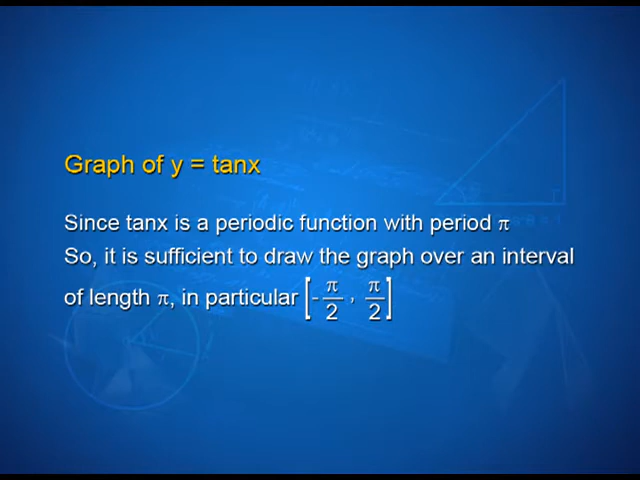 Graph of y = tanx
Since tanx is a periodic function with period π
So, it is sufficient to draw the graph over an interval
of length π, in particular [-π/2, π/2]